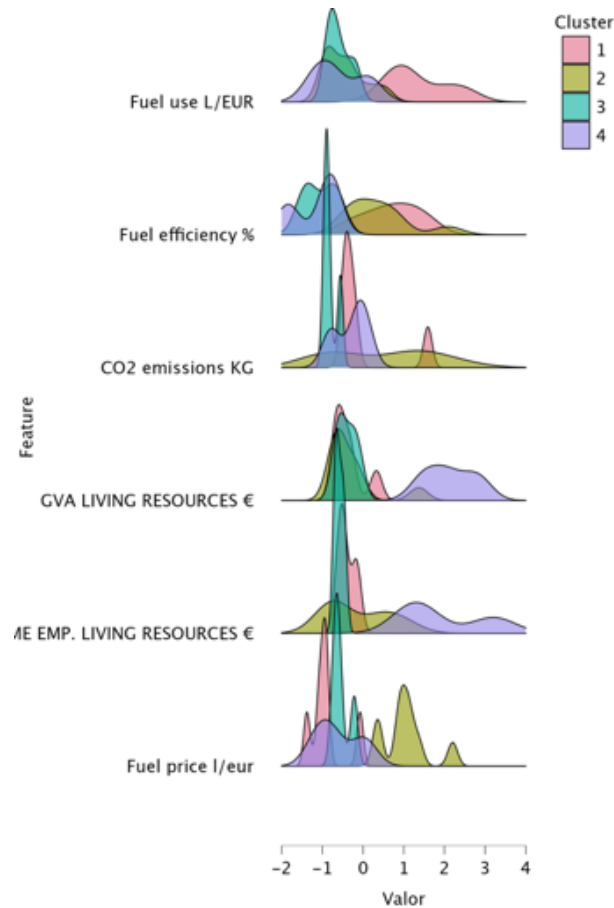 Cluster
1
2
3
4
Fuel use L/EUR
Fuel efficiency %
CO2 emissions KG
GVA LIVING RESOURCES €
ME EMP. LIVING RESOURCES €
Fuel price l/eur
Feature
-2 -1 0 1 2 3 4
Valor